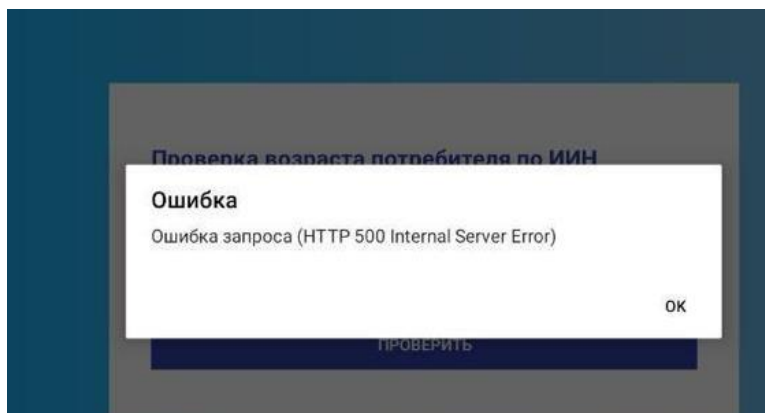 Проверка возраста потребителя по ИИН
Ошибка
Ошибка запроса (HTTP 500 Internal Server Error)
OK
ПРОВЕРИТЬ